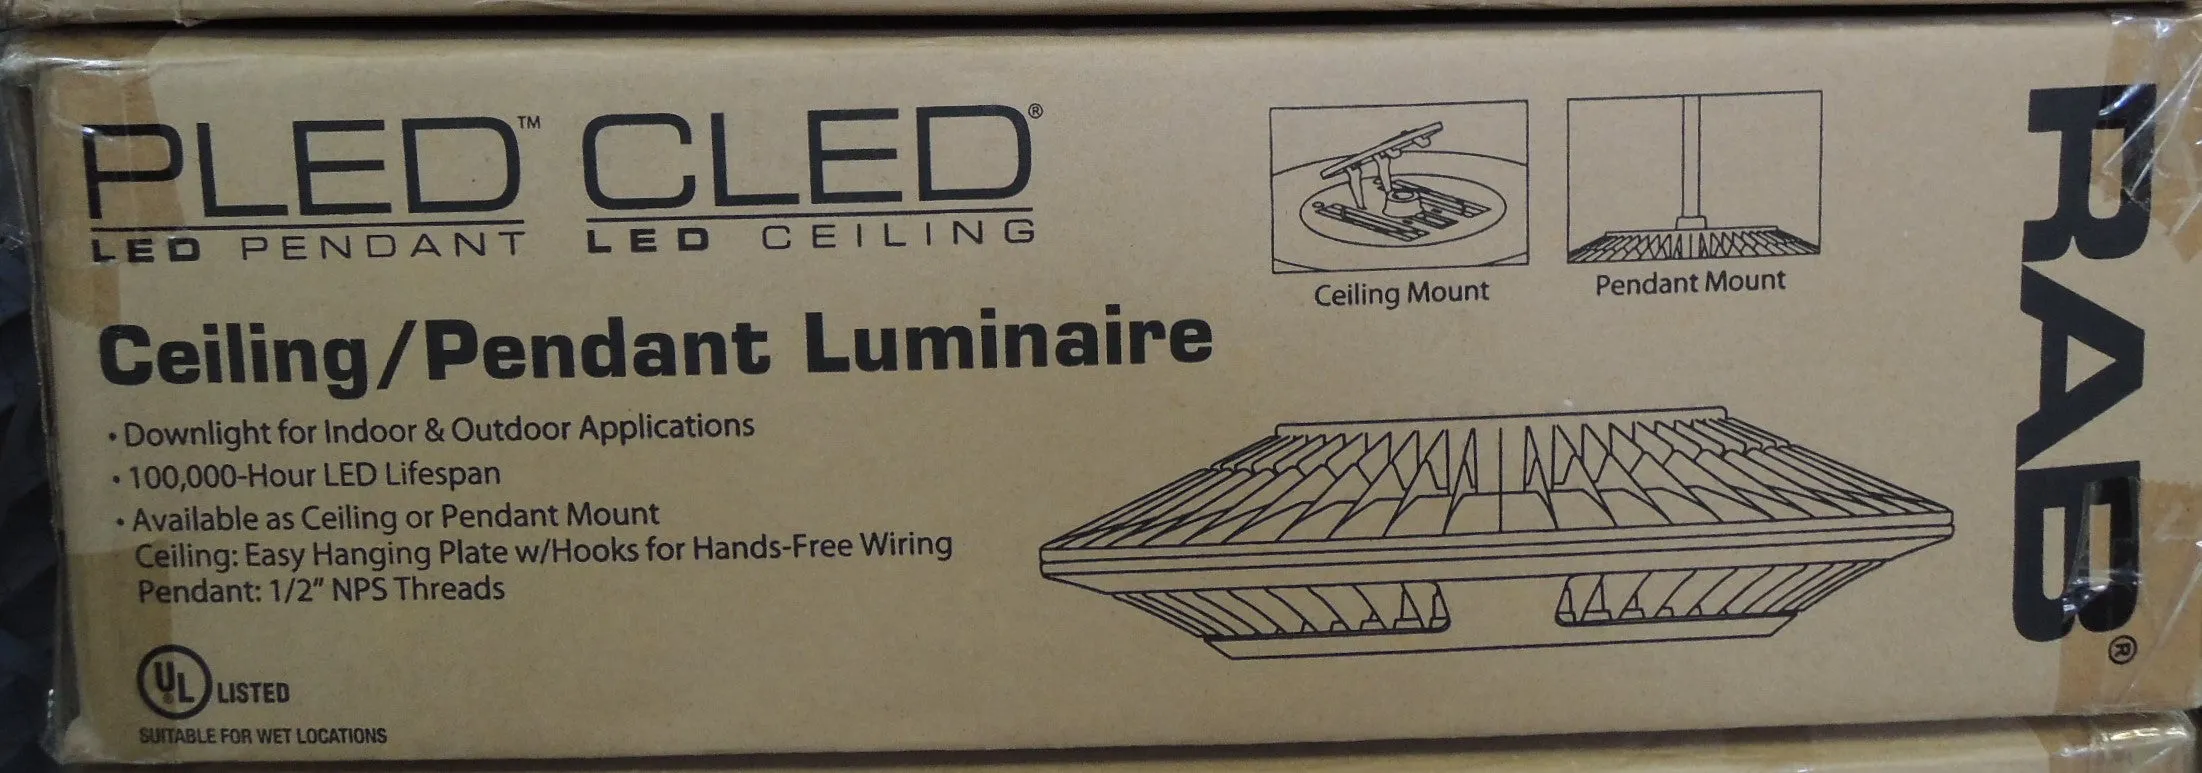 PLED™ CLED®
LED PENDANT LED CEILING
Ceiling/Pendant Luminaire
• Downlight for Indoor & Outdoor Applications
• 100,000-Hour LED Lifespan
• Available as Ceiling or Pendant Mount
Ceiling: Easy Hanging Plate w/Hooks for Hands-Free Wiring
Pendant: 1/2" NPS Threads
UL® LISTED
SUITABLE FOR WET LOCATIONS
Ceiling Mount
Pendant Mount
RAB®